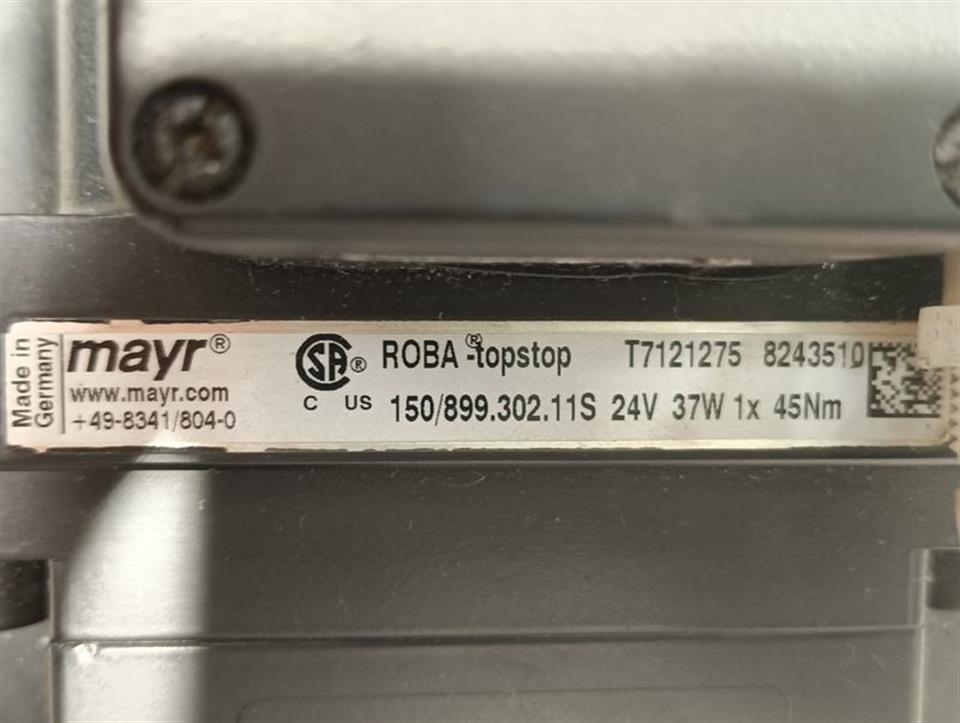 Made in
Germany
mayr®
www.mayr.com
+49-8341/804-0
SA®
C US
ROBA®-topstop T7121275 8243510
150/899.302.11S 24V 37W 1x 45Nm